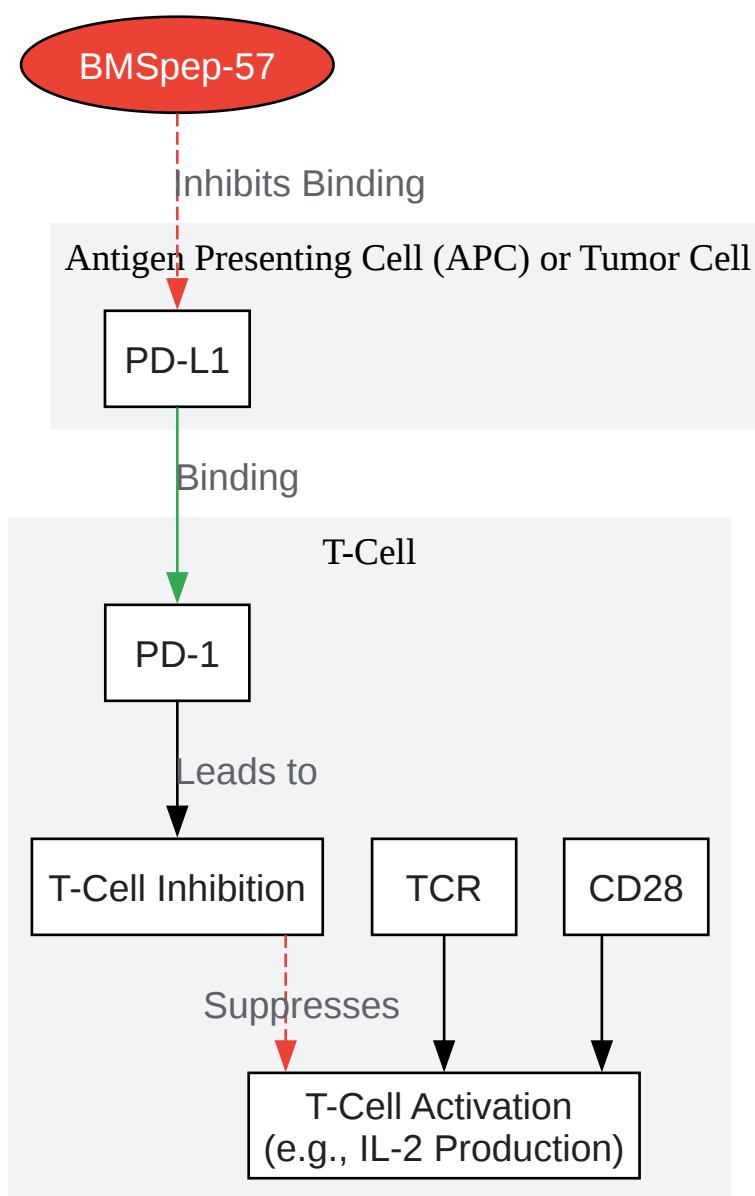 BMSpep-57
Inhibits Binding
Antigen Presenting Cell (APC) or Tumor Cell
PD-L1
Binding
T-Cell
PD-1
Leads to
T-Cell Inhibition
TCR
CD28
Suppresses
T-Cell Activation
(e.g., IL-2 Production)